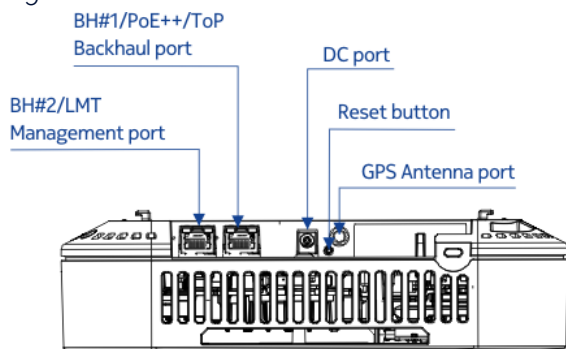 BH#1/PoE++/ToP
Backhaul port
DC port
BH#2/LMT
Management port
Reset button
GPS Antenna port